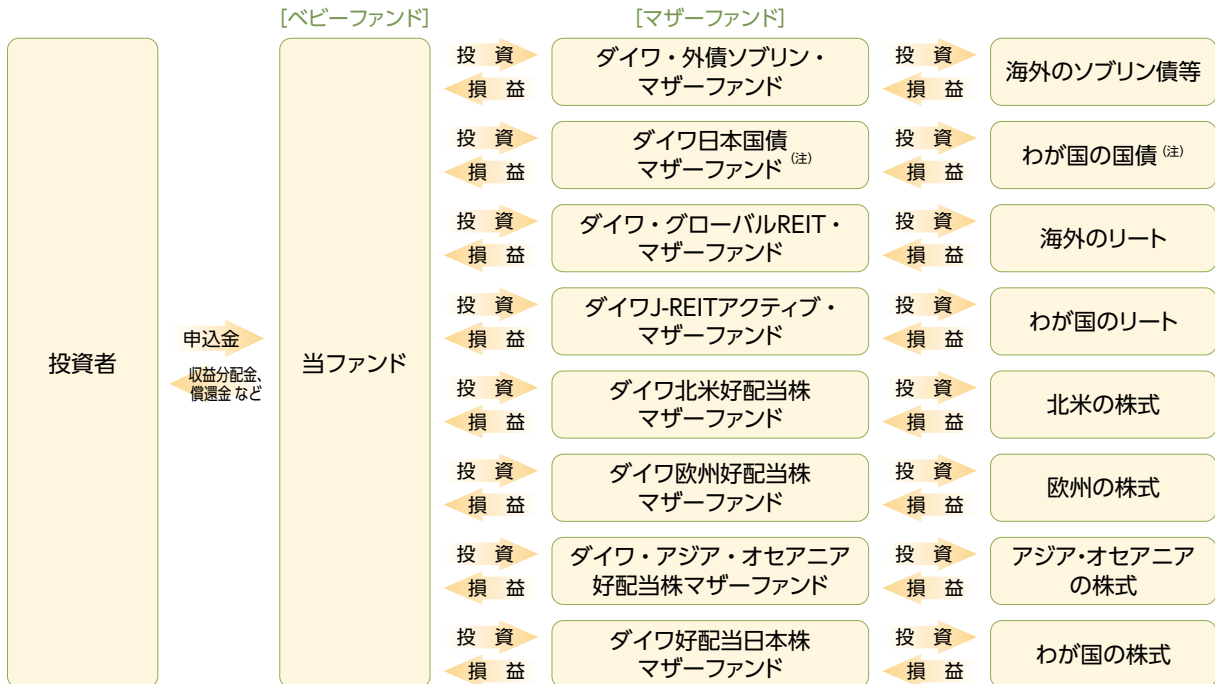 [ベビーファンド]
[マザーファンド]
投資者
申込金
収益分配金、
償還金 など
当ファンド
投 資
損 益
ダイワ・外債ソブリン・
マザーファンド
投 資
損 益
海外のソブリン債等
投 資
損 益
ダイワ日本国債
マザーファンド (注)
投 資
損 益
わが国の国債 (注)
投 資
損 益
ダイワ・グローバルREIT・
マザーファンド
投 資
損 益
海外のリート
投 資
損 益
ダイワJ-REITアクティブ・
マザーファンド
投 資
損 益
わが国のリート
投 資
損 益
ダイワ北米好配当株
マザーファンド
投 資
損 益
北米の株式
投 資
損 益
ダイワ欧州好配当株
マザーファンド
投 資
損 益
欧州の株式
投 資
損 益
ダイワ・アジア・オセアニア
好配当株マザーファンド
投 資
損 益
アジア・オセアニア
の株式
投 資
損 益
ダイワ好配当日本株
マザーファンド
投 資
損 益
わが国の株式